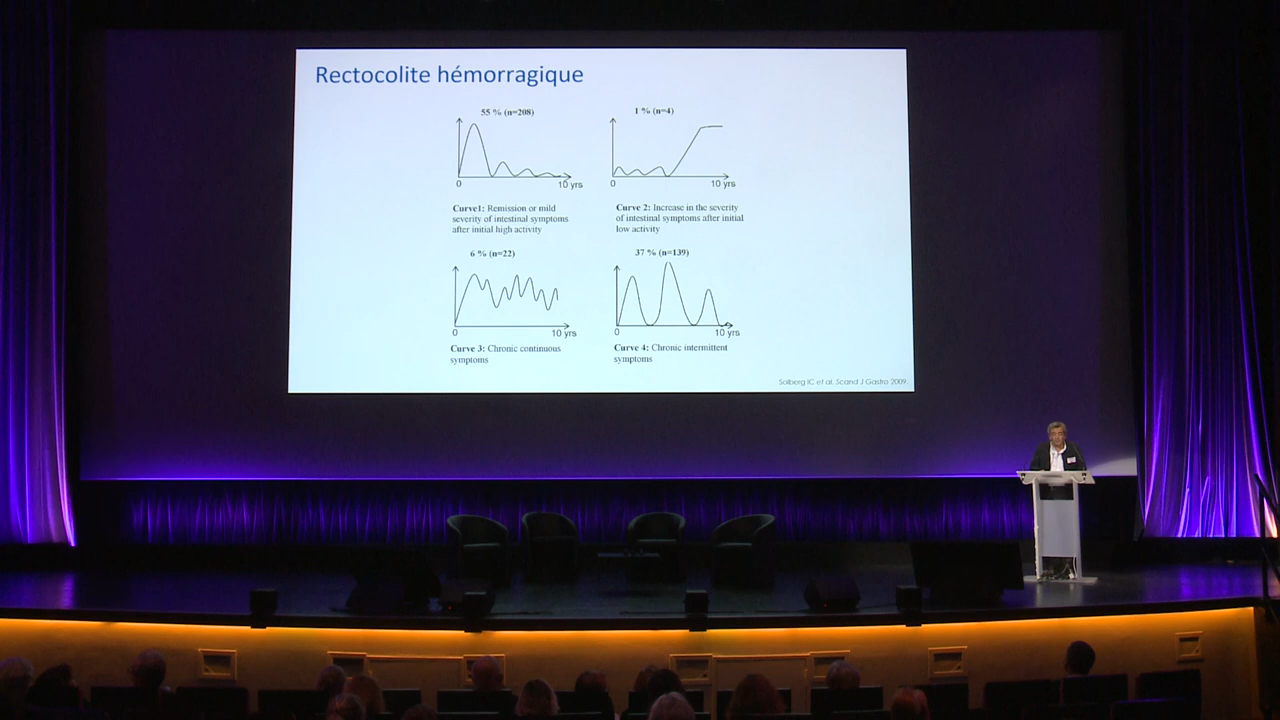 Rectocolite hémorragique
55 % (n=208)
0
10 yrs
Curve1: Remission or mild
severity of intestinal symptoms
after initial high activity
1 % (n=4)
0
10 yrs
Curve 2: Increase in the severity
of intestinal symptoms after initial
low activity
6 % (n=22)
0
10 yrs
Curve 3: Chronic continuous
symptoms
37 % (n=139)
0
10 yrs
Curve 4: Chronic intermittent
symptoms
Solberg IC et al. Scand J Gastro 2009.